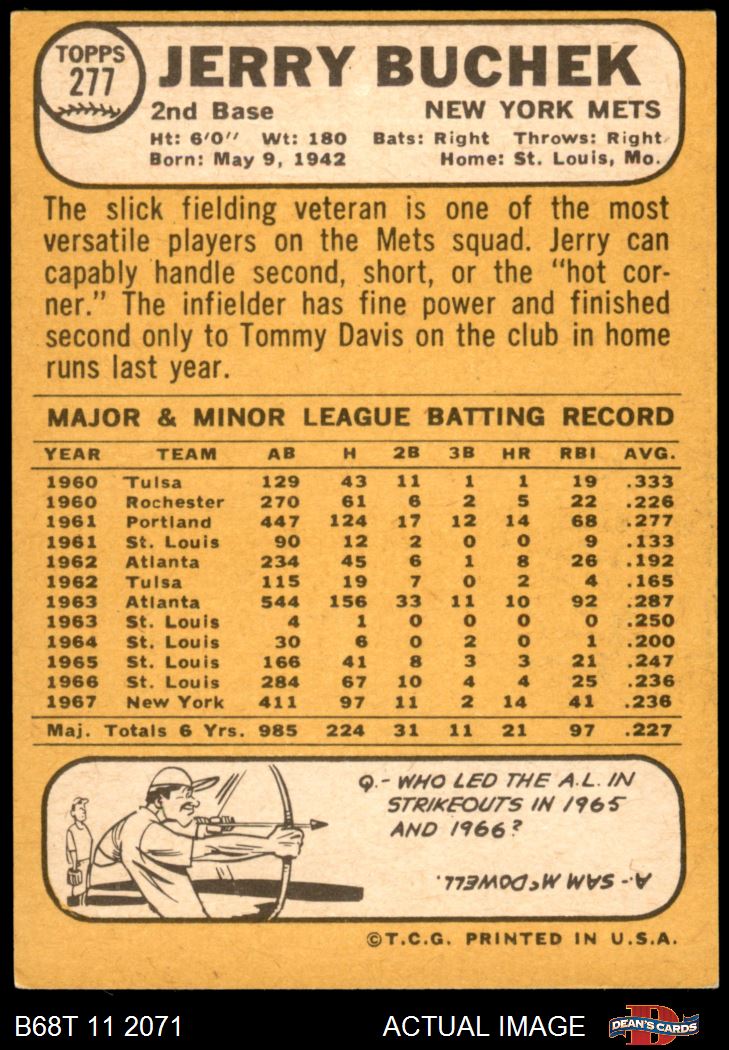 TOPPS
277
JERRY BUCHEK
2nd Base NEW YORK METS
Ht: 6'0" Wt: 180 Bats: Right Throws: Right
Born: May 9, 1942 Home: St. Louis, Mo.
The slick fielding veteran is one of the most
versatile players on the Mets squad. Jerry can
capably handle second, short, or the "hot cor-
ner." The infielder has fine power and finished
second only to Tommy Davis on the club in home
runs last year.
MAJOR & MINOR LEAGUE BATTING RECORD
YEAR TEAM AB H 2B 3B HR RBI AVG.
1960 Tulsa 129 43 11 1 1 19 .333
1960 Rochester 270 61 6 2 5 22 .226
1961 Portland 447 124 17 12 14 68 .277
1961 St. Louis 90 12 2 0 0 9 .133
1962 Atlanta 234 45 6 1 8 26 .192
1962 Tulsa 115 19 7 0 2 4 .165
1963 Atlanta 544 156 33 11 10 92 .287
1963 St. Louis 4 1 0 0 0 0 .250
1964 St. Louis 30 6 0 2 0 1 .200
1965 St. Louis 166 41 8 3 3 21 .247
1966 St. Louis 284 67 10 4 4 25 .236
1967 New York 411 97 11 2 14 41 .236
Maj. Totals 6 Yrs. 985 224 31 11 21 97 .227
Q.- WHO LED THE A.L. IN
STRIKEOUTS IN 1965
AND 1966?
A.- SAM McDOWELL.
©T.C.G. PRINTED IN U.S.A.
B68T 11 2071 ACTUAL IMAGE DEAN'S CARDS